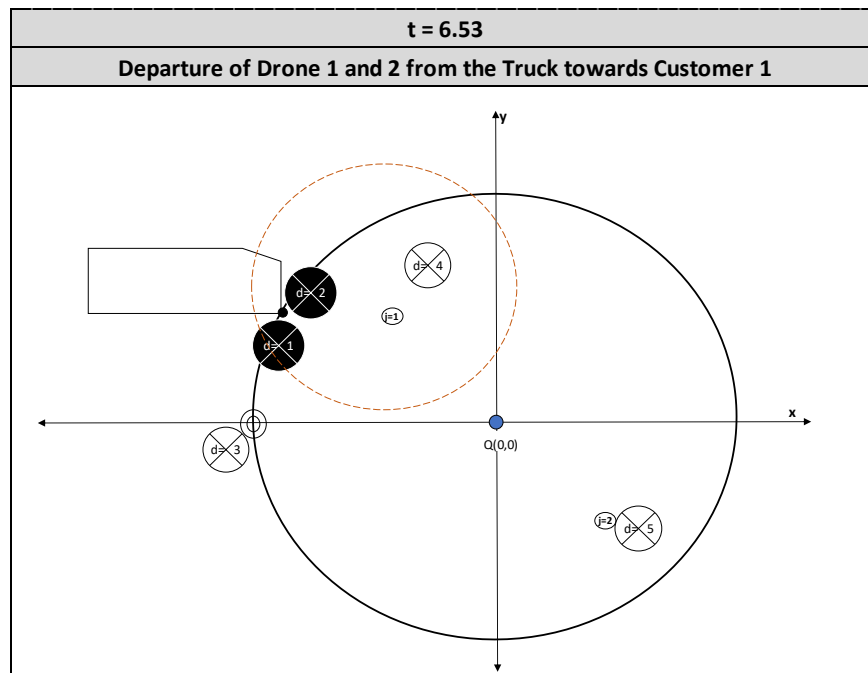 t = 6.53
Departure of Drone 1 and 2 from the Truck towards Customer 1
y
d= 4
d= 2
j=1
d= 1
x
Q(0,0)
d= 3
j=2
d= 5